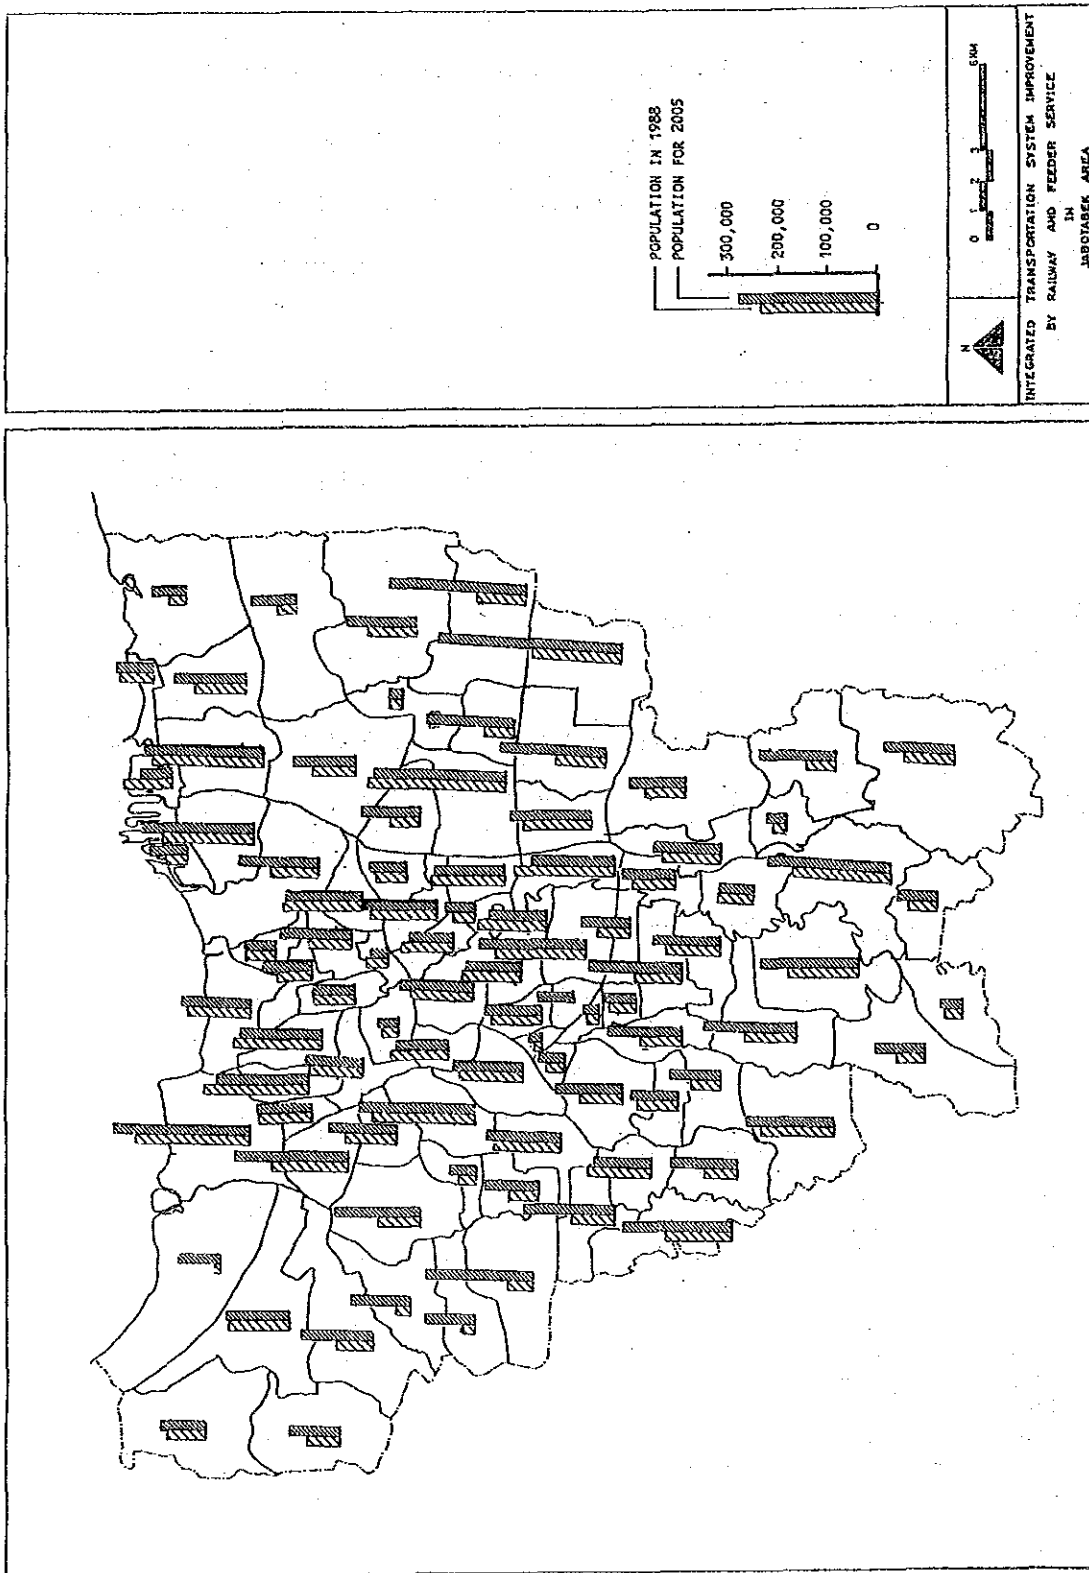 POPULATION IN 1988
POPULATION FOR 2005
300,000
200,000
100,000
0
N
0 1 2 3 6KM
INTEGRATED TRANSPORTATION SYSTEM IMPROVEMENT
BY RAILWAY AND FEEDER SERVICE
IN
JABOTABEK AREA